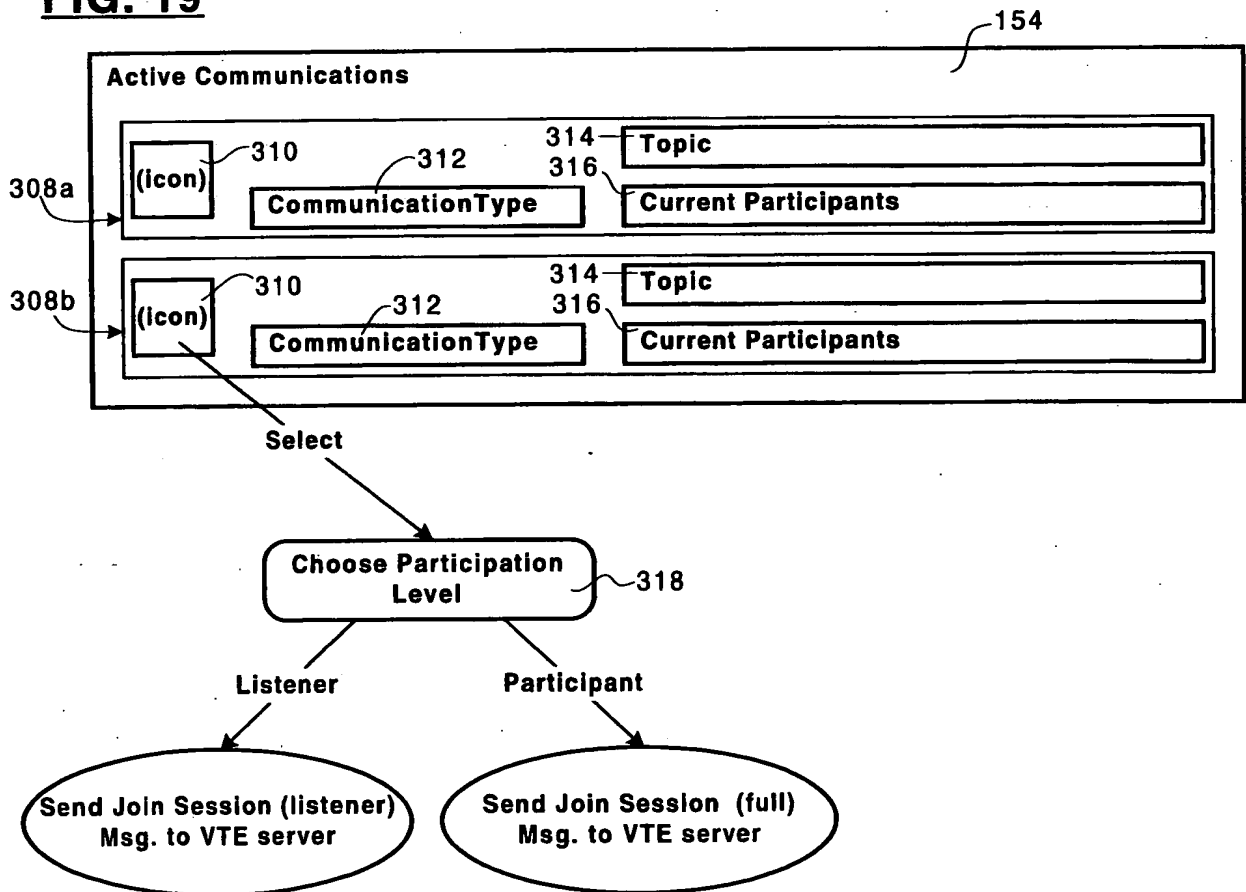 FIG. 19
154
Active Communications
(icon)
310
312
CommunicationType
314
Topic
316
Current Participants
308a
(icon)
310
312
CommunicationType
314
Topic
316
Current Participants
308b
Select
Choose Participation
Level
318
Listener
Participant
Send Join Session (listener)
Msg. to VTE server
Send Join Session (full)
Msg. to VTE server